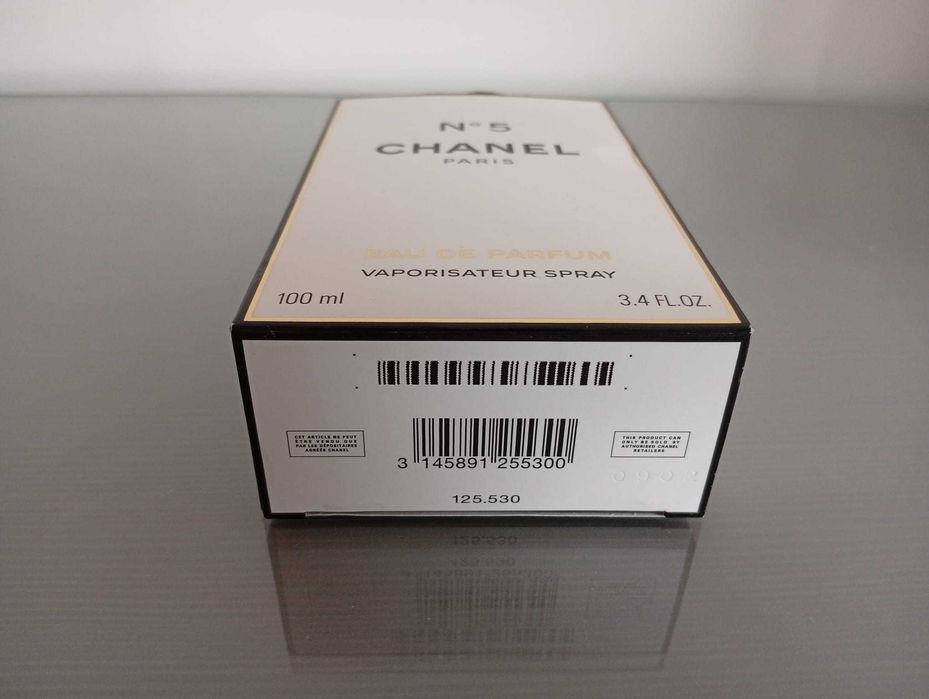 N°5
CHANEL
PARIS
EAU DE PARFUM
VAPORISATEUR SPRAY
100 ml
3.4 FL.OZ.
CET ARTICLE NE PEUT
ÊTRE VENDU QUE
PAR LES DÉPOSITAIRES
AGRÉÉS CHANEL
THIS PRODUCT CAN
ONLY BE SOLD BY
AUTHORISED CHANEL
RETAILERS
3 145891 255300
125.530